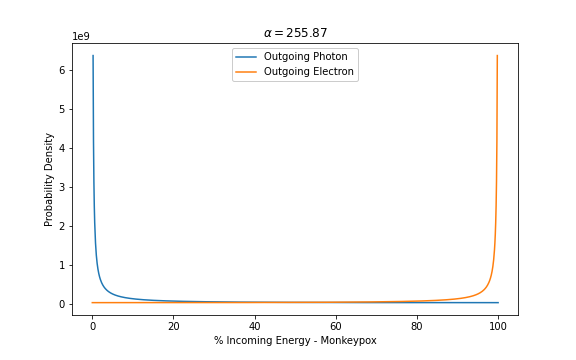 α = 255.87
1e9
Outgoing Photon
Outgoing Electron
6
5
4
3
2
1
0
Probability Density
0 20 40 60 80 100
% Incoming Energy - Monkeypox